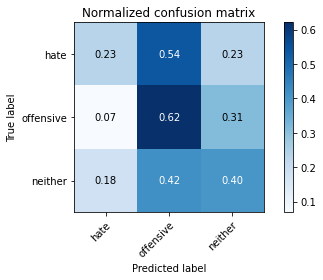 Normalized confusion matrix
True label
hate 0.23 0.54 0.23
offensive 0.07 0.62 0.31
neither 0.18 0.42 0.40
hate offensive neither
Predicted label
0.6
0.5
0.4
0.3
0.2
0.1